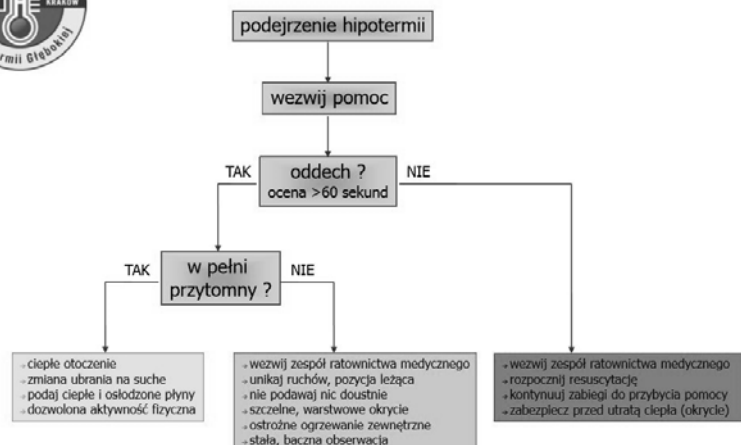 KRAKÓW
podejrzenie hipotermii
wezwij pomoc
oddech ?
ocena >60 sekund
TAK
NIE
w pełni
przytomny ?
TAK
NIE
ciepłe otoczenie
zmiana ubrania na suche
podaj ciepłe i osłodzone płyny
dozwolona aktywność fizyczna
wezwij zespół ratownictwa medycznego
unikaj ruchów, pozycja leżąca
nie podawaj nic doustnie
szczelne, warstwowe okrycie
ostrożne ogrzewanie zewnętrzne
stała, baczna obserwacja
wezwij zespół ratownictwa medycznego
rozpocznij resuscytację
kontynuuj zabiegi do przybycia pomocy
zabezpiecz przed utratą ciepła (okrycie)